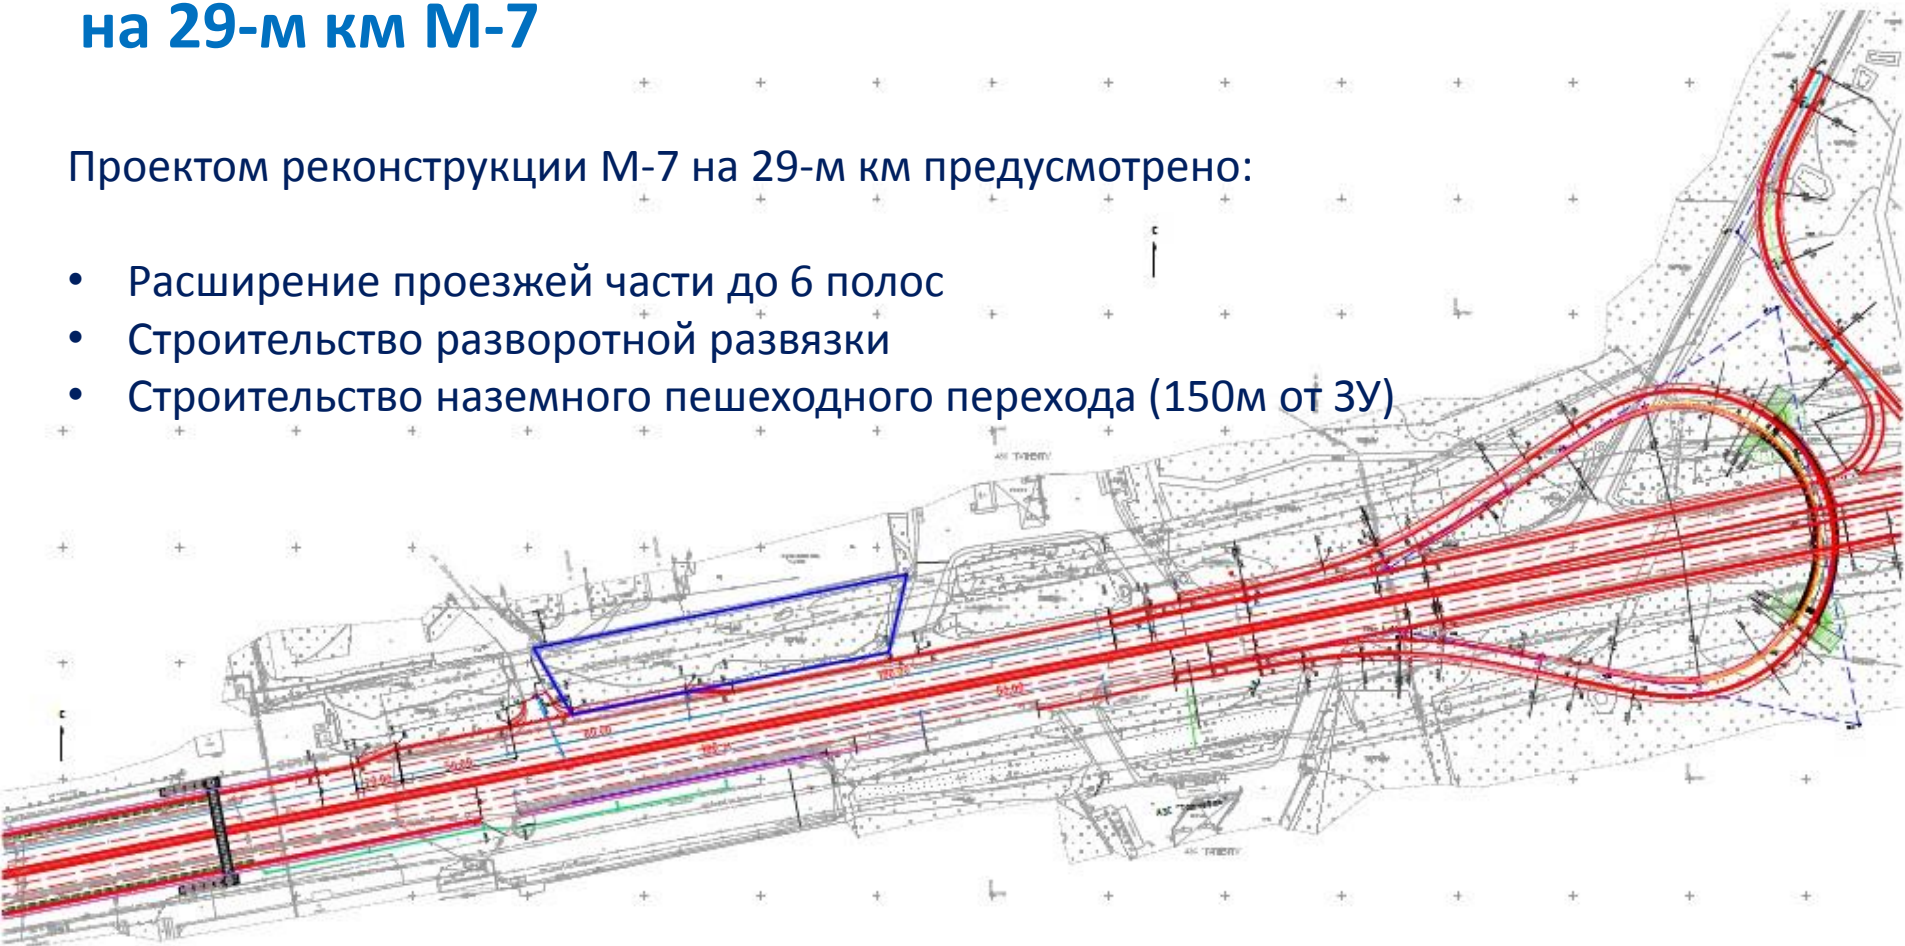 на 29-м км М-7
Проектом реконструкции М-7 на 29-м км предусмотрено:
• Расширение проезжей части до 6 полос
• Строительство разворотной развязки
• Строительство наземного пешеходного перехода (150м от ЗУ)
с
с